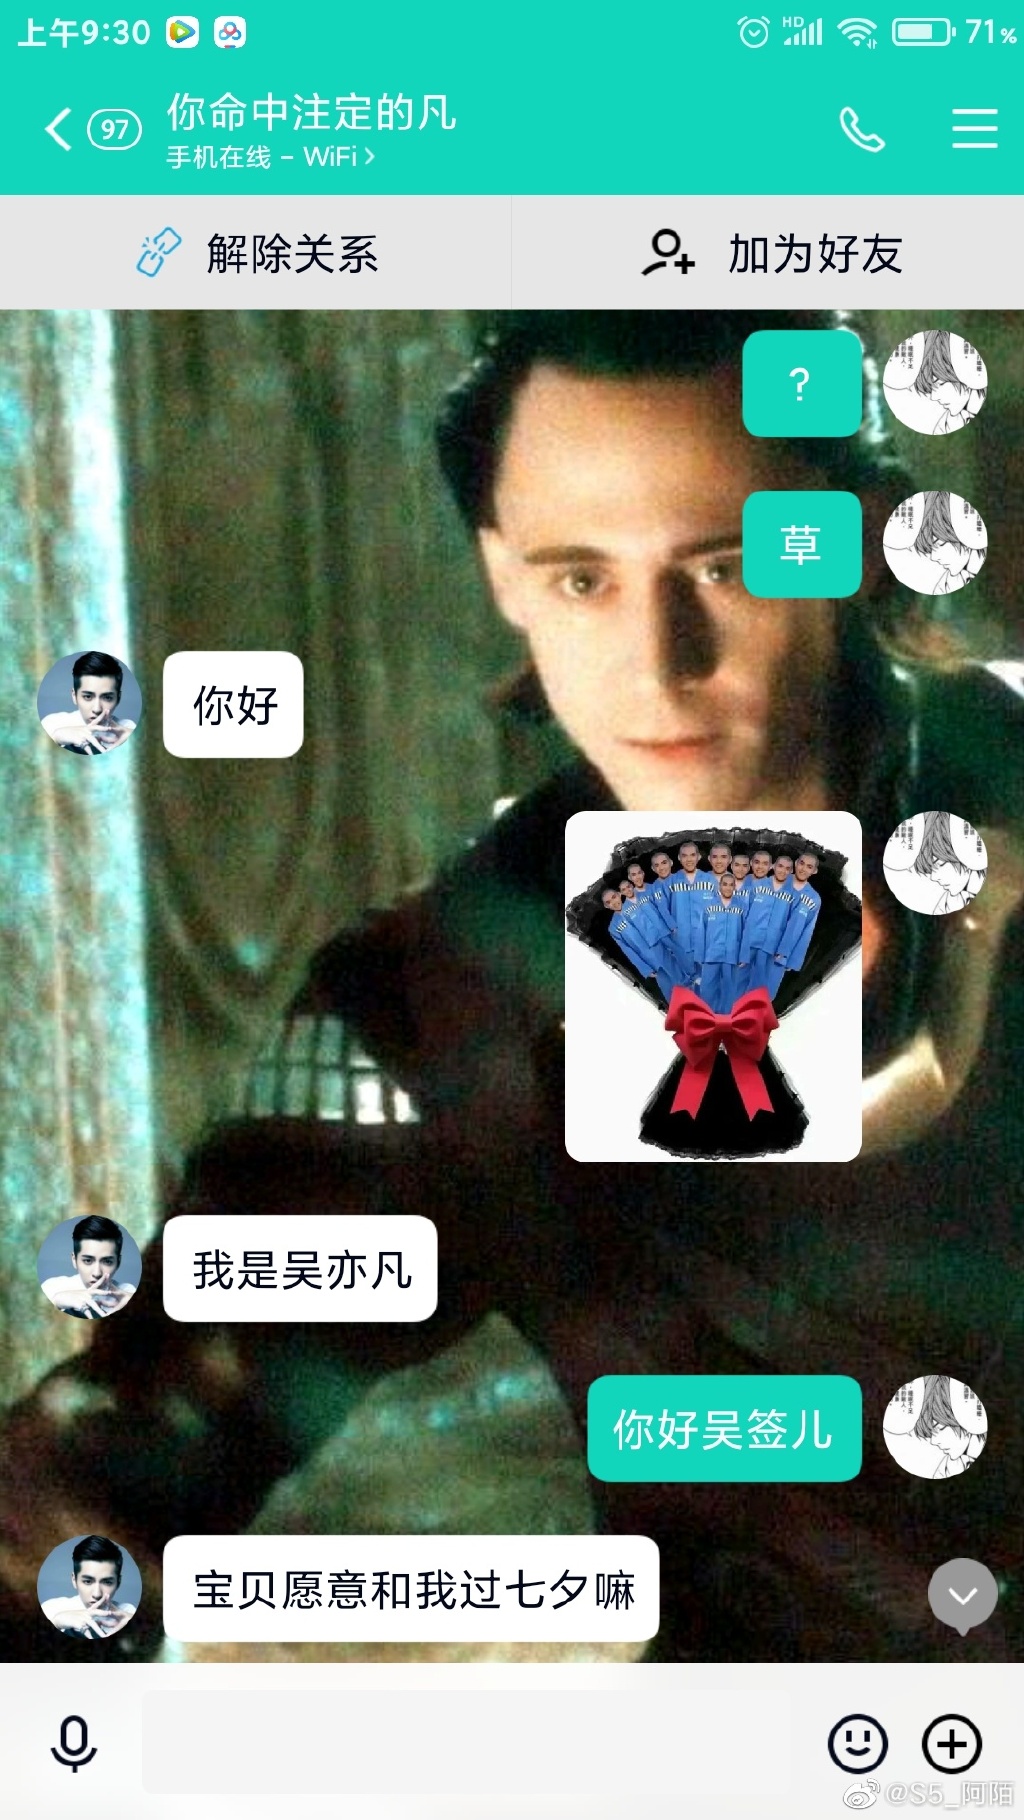 上午9:30
HD
71%
97
你命中注定的凡
手机在线 – WiFi
解除关系
加为好友
?
草
你好
我是吴亦凡
你好吴签儿
宝贝愿意和我过七夕嘛
@S5_阿陌